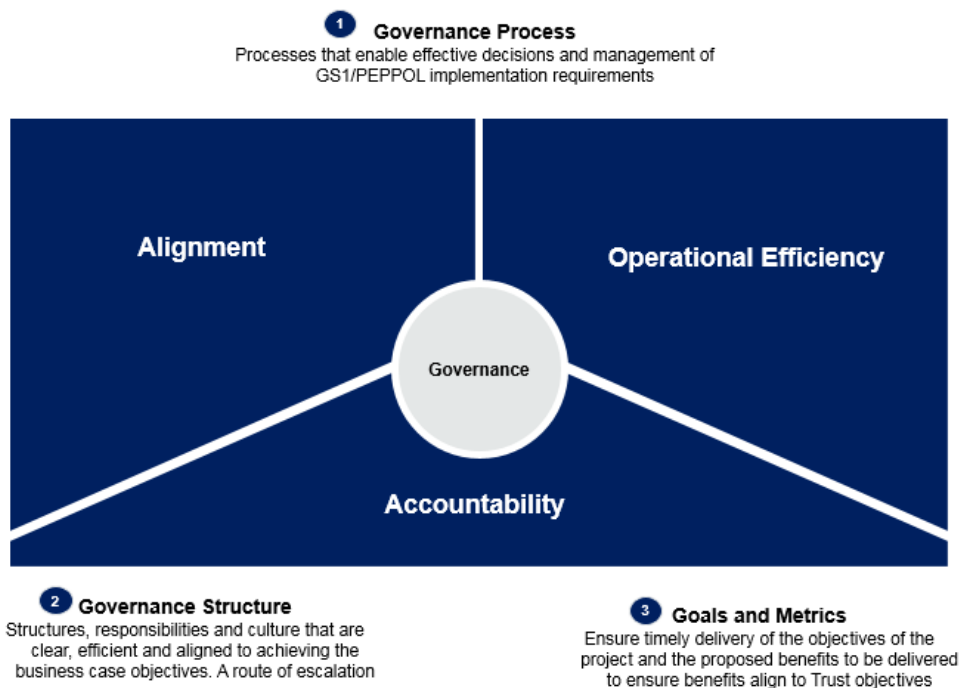 1 Governance Process
Processes that enable effective decisions and management of
GS1/PEPPOL implementation requirements
Alignment
Operational Efficiency
Governance
Accountability
2 Governance Structure
Structures, responsibilities and culture that are
clear, efficient and aligned to achieving the
business case objectives. A route of escalation
3 Goals and Metrics
Ensure timely delivery of the objectives of the
project and the proposed benefits to be delivered
to ensure benefits align to Trust objectives